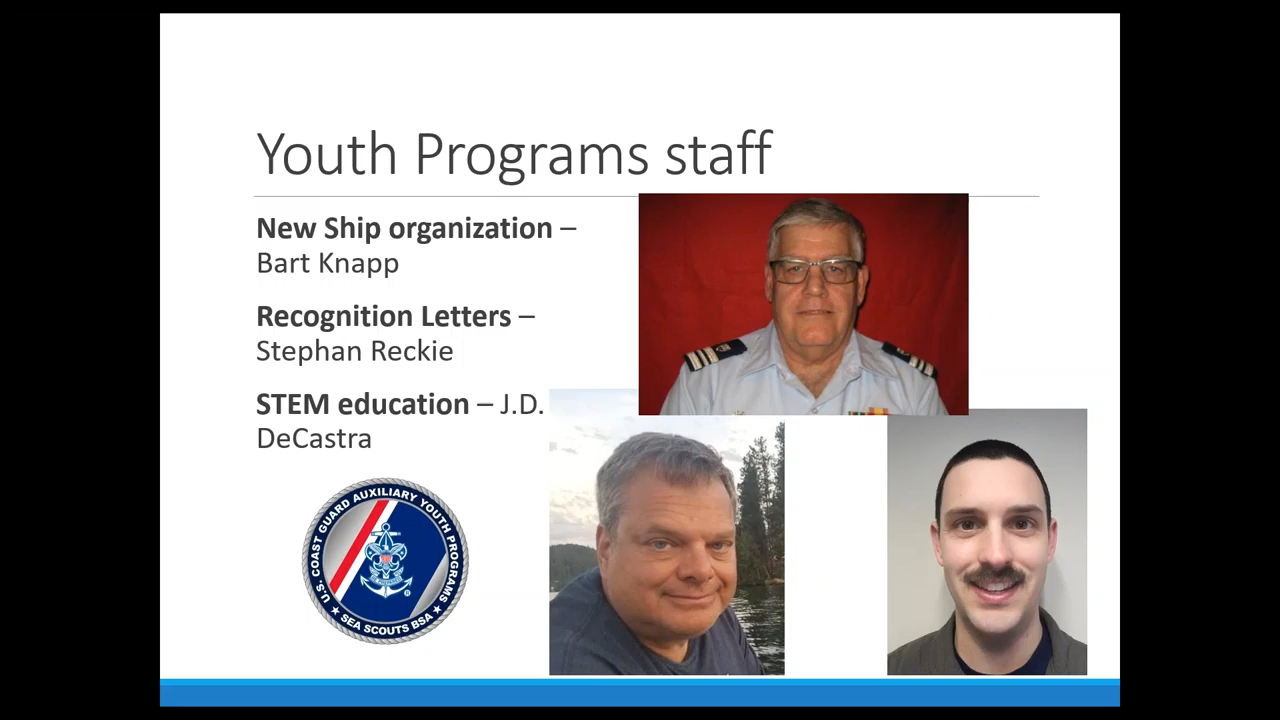 Youth Programs staff
New Ship organization –
Bart Knapp
Recognition Letters –
Stephan Reckie
STEM education – J.D.
DeCastra
U.S. COAST GUARD AUXILIARY YOUTH PROGRAMS
★ SEA SCOUTS BSA ★